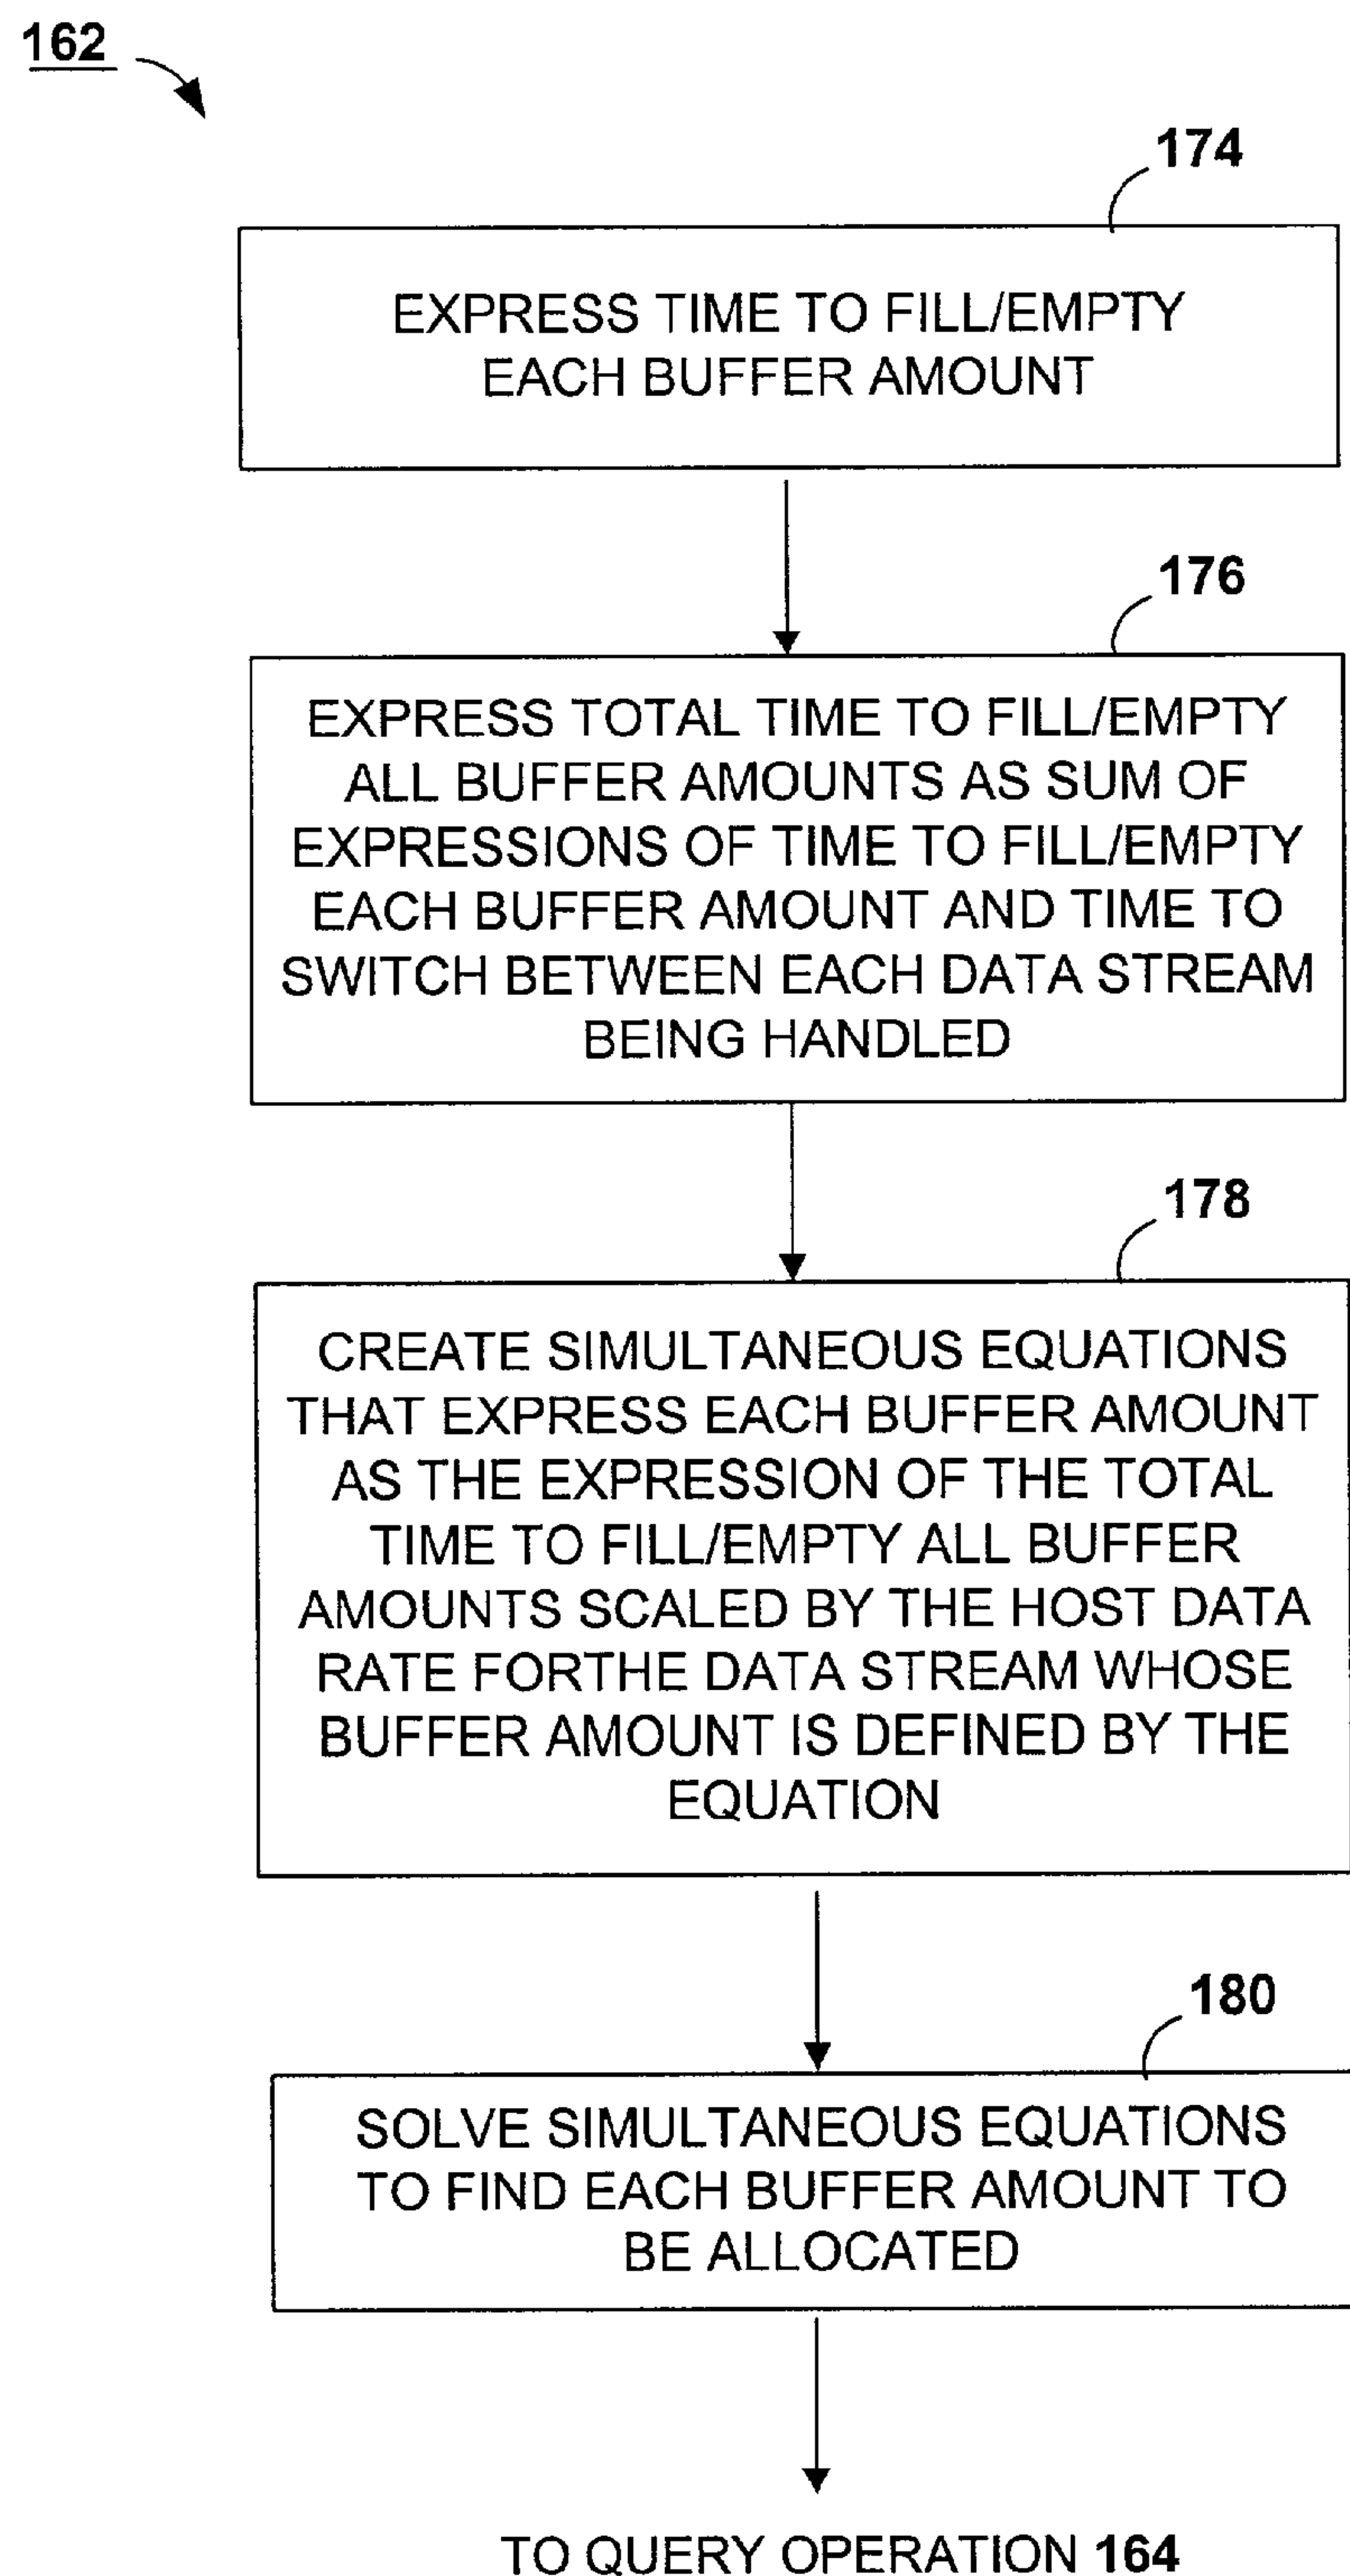 162
174
EXPRESS TIME TO FILL/EMPTY
EACH BUFFER AMOUNT
176
EXPRESS TOTAL TIME TO FILL/EMPTY
ALL BUFFER AMOUNTS AS SUM OF
EXPRESSIONS OF TIME TO FILL/EMPTY
EACH BUFFER AMOUNT AND TIME TO
SWITCH BETWEEN EACH DATA STREAM
BEING HANDLED
178
CREATE SIMULTANEOUS EQUATIONS
THAT EXPRESS EACH BUFFER AMOUNT
AS THE EXPRESSION OF THE TOTAL
TIME TO FILL/EMPTY ALL BUFFER
AMOUNTS SCALED BY THE HOST DATA
RATE FORTHE DATA STREAM WHOSE
BUFFER AMOUNT IS DEFINED BY THE
EQUATION
180
SOLVE SIMULTANEOUS EQUATIONS
TO FIND EACH BUFFER AMOUNT TO
BE ALLOCATED
TO QUERY OPERATION 164